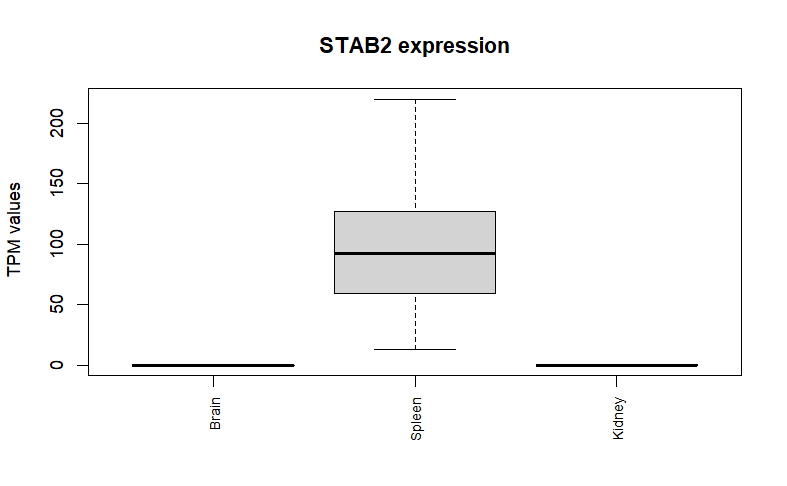 STAB2 expression
TPM values
200
150
100
50
0
Brain
Spleen
Kidney